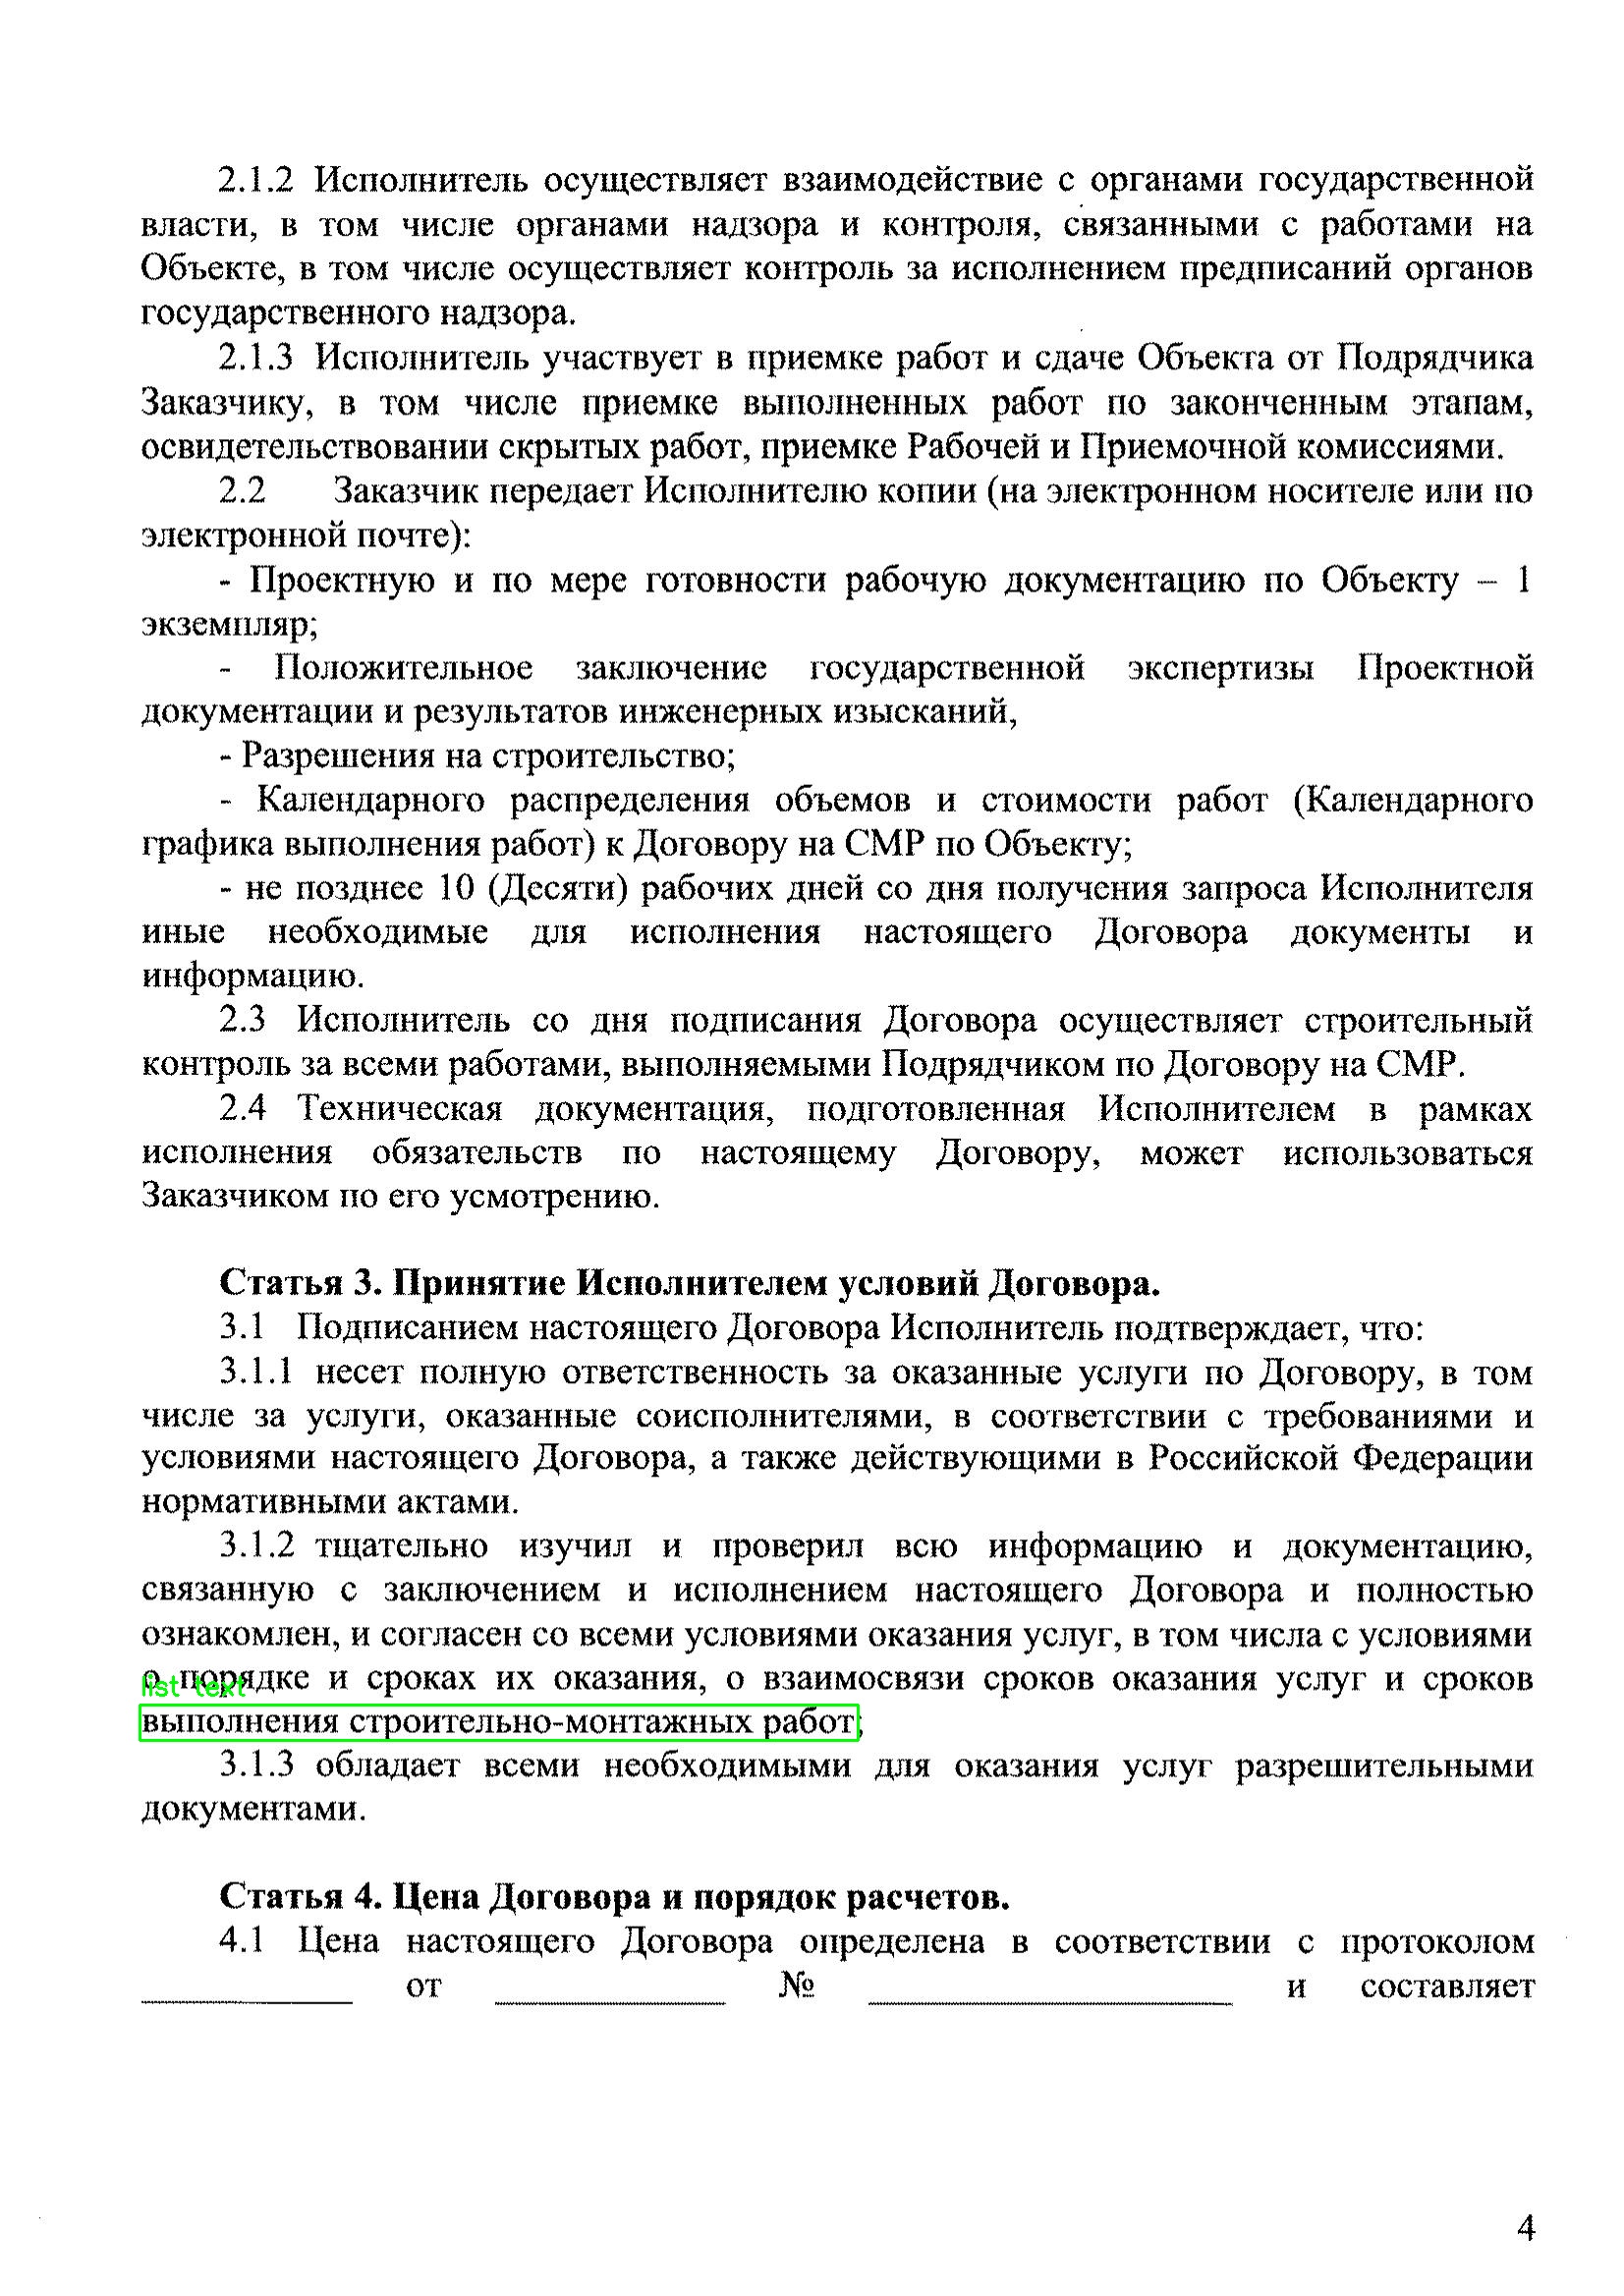 2.1.2 Исполнитель осуществляет взаимодействие с органами государственной
власти, в том числе органами надзора и контроля, связанными с работами на
Объекте, в том числе осуществляет контроль за исполнением предписаний органов
государственного надзора.
2.1.3 Исполнитель участвует в приемке работ и сдаче Объекта от Подрядчика
Заказчику, в том числе приемке выполненных работ по законченным этапам,
освидетельствовании скрытых работ, приемке Рабочей и Приемочной комиссиями.
2.2 Заказчик передает Исполнителю копии (на электронном носителе или по
электронной почте):
- Проектную и по мере готовности рабочую документацию по Объекту – 1
экземпляр;
- Положительное заключение государственной экспертизы Проектной
документации и результатов инженерных изысканий,
- Разрешения на строительство;
- Календарного распределения объемов и стоимости работ (Календарного
графика выполнения работ) к Договору на СМР по Объекту;
- не позднее 10 (Десяти) рабочих дней со дня получения запроса Исполнителя
иные необходимые для исполнения настоящего Договора документы и
информацию.
2.3 Исполнитель со дня подписания Договора осуществляет строительный
контроль за всеми работами, выполняемыми Подрядчиком по Договору на СМР.
2.4 Техническая документация, подготовленная Исполнителем в рамках
исполнения обязательств по настоящему Договору, может использоваться
Заказчиком по его усмотрению.
Статья 3. Принятие Исполнителем условий Договора.
3.1 Подписанием настоящего Договора Исполнитель подтверждает, что:
3.1.1 несет полную ответственность за оказанные услуги по Договору, в том
числе за услуги, оказанные соисполнителями, в соответствии с требованиями и
условиями настоящего Договора, а также действующими в Российской Федерации
нормативными актами.
3.1.2 тщательно изучил и проверил всю информацию и документацию,
связанную с заключением и исполнением настоящего Договора и полностью
ознакомлен, и согласен со всеми условиями оказания услуг, в том числа с условиями
о порядке и сроках их оказания, о взаимосвязи сроков оказания услуг и сроков
list text
выполнения строительно-монтажных работ;
3.1.3 обладает всеми необходимыми для оказания услуг разрешительными
документами.
Статья 4. Цена Договора и порядок расчетов.
4.1 Цена настоящего Договора определена в соответствии с протоколом
___________ от ____________ № ___________________ и составляет
4